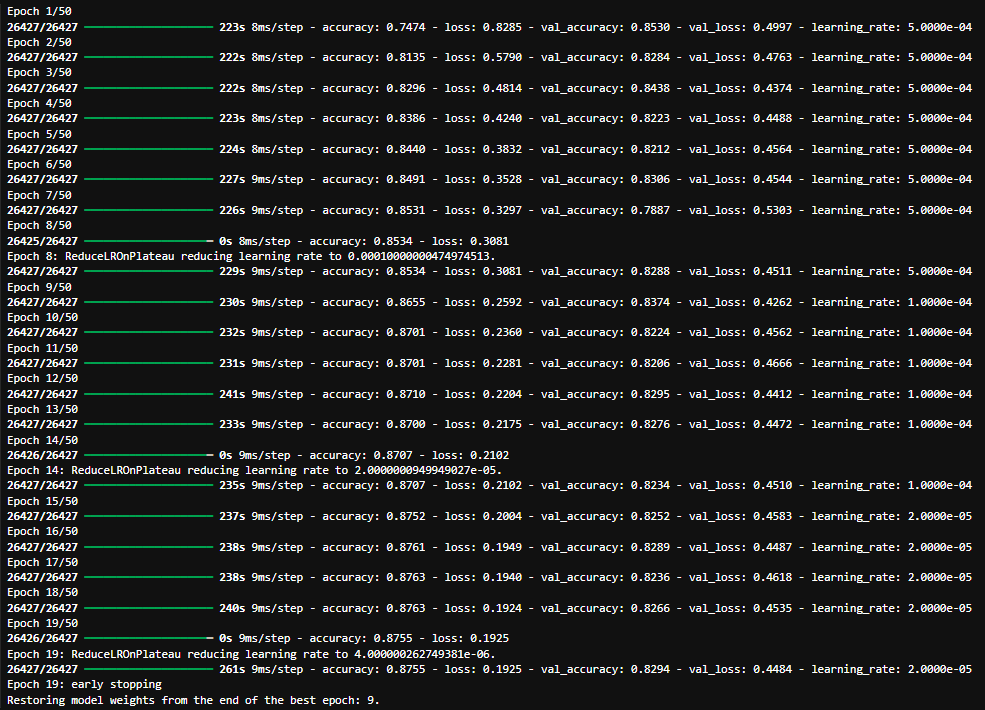 Epoch 1/50
26427/26427 ━━━━━━━━━━━━━━━━━━━━ 223s 8ms/step - accuracy: 0.7474 - loss: 0.8285 - val_accuracy: 0.8530 - val_loss: 0.4997 - learning_rate: 5.0000e-04
Epoch 2/50
26427/26427 ━━━━━━━━━━━━━━━━━━━━ 222s 8ms/step - accuracy: 0.8135 - loss: 0.5790 - val_accuracy: 0.8284 - val_loss: 0.4763 - learning_rate: 5.0000e-04
Epoch 3/50
26427/26427 ━━━━━━━━━━━━━━━━━━━━ 222s 8ms/step - accuracy: 0.8296 - loss: 0.4814 - val_accuracy: 0.8438 - val_loss: 0.4374 - learning_rate: 5.0000e-04
Epoch 4/50
26427/26427 ━━━━━━━━━━━━━━━━━━━━ 223s 8ms/step - accuracy: 0.8386 - loss: 0.4240 - val_accuracy: 0.8223 - val_loss: 0.4488 - learning_rate: 5.0000e-04
Epoch 5/50
26427/26427 ━━━━━━━━━━━━━━━━━━━━ 224s 8ms/step - accuracy: 0.8440 - loss: 0.3832 - val_accuracy: 0.8212 - val_loss: 0.4564 - learning_rate: 5.0000e-04
Epoch 6/50
26427/26427 ━━━━━━━━━━━━━━━━━━━━ 227s 9ms/step - accuracy: 0.8491 - loss: 0.3528 - val_accuracy: 0.8306 - val_loss: 0.4544 - learning_rate: 5.0000e-04
Epoch 7/50
26427/26427 ━━━━━━━━━━━━━━━━━━━━ 226s 9ms/step - accuracy: 0.8531 - loss: 0.3297 - val_accuracy: 0.7887 - val_loss: 0.5303 - learning_rate: 5.0000e-04
Epoch 8/50
26425/26427 ━━━━━━━━━━━━━━━━━━━━ 0s 8ms/step - accuracy: 0.8534 - loss: 0.3081
Epoch 8: ReduceLROnPlateau reducing learning rate to 0.00010000000474974513.
26427/26427 ━━━━━━━━━━━━━━━━━━━━ 229s 9ms/step - accuracy: 0.8534 - loss: 0.3081 - val_accuracy: 0.8288 - val_loss: 0.4511 - learning_rate: 5.0000e-04
Epoch 9/50
26427/26427 ━━━━━━━━━━━━━━━━━━━━ 230s 9ms/step - accuracy: 0.8655 - loss: 0.2592 - val_accuracy: 0.8374 - val_loss: 0.4262 - learning_rate: 1.0000e-04
Epoch 10/50
26427/26427 ━━━━━━━━━━━━━━━━━━━━ 232s 9ms/step - accuracy: 0.8701 - loss: 0.2360 - val_accuracy: 0.8224 - val_loss: 0.4562 - learning_rate: 1.0000e-04
Epoch 11/50
26427/26427 ━━━━━━━━━━━━━━━━━━━━ 231s 9ms/step - accuracy: 0.8701 - loss: 0.2281 - val_accuracy: 0.8206 - val_loss: 0.4666 - learning_rate: 1.0000e-04
Epoch 12/50
26427/26427 ━━━━━━━━━━━━━━━━━━━━ 241s 9ms/step - accuracy: 0.8710 - loss: 0.2204 - val_accuracy: 0.8295 - val_loss: 0.4412 - learning_rate: 1.0000e-04
Epoch 13/50
26427/26427 ━━━━━━━━━━━━━━━━━━━━ 233s 9ms/step - accuracy: 0.8700 - loss: 0.2175 - val_accuracy: 0.8276 - val_loss: 0.4472 - learning_rate: 1.0000e-04
Epoch 14/50
26426/26427 ━━━━━━━━━━━━━━━━━━━━ 0s 9ms/step - accuracy: 0.8707 - loss: 0.2102
Epoch 14: ReduceLROnPlateau reducing learning rate to 2.0000000949949027e-05.
26427/26427 ━━━━━━━━━━━━━━━━━━━━ 235s 9ms/step - accuracy: 0.8707 - loss: 0.2102 - val_accuracy: 0.8234 - val_loss: 0.4510 - learning_rate: 1.0000e-04
Epoch 15/50
26427/26427 ━━━━━━━━━━━━━━━━━━━━ 237s 9ms/step - accuracy: 0.8752 - loss: 0.2004 - val_accuracy: 0.8252 - val_loss: 0.4583 - learning_rate: 2.0000e-05
Epoch 16/50
26427/26427 ━━━━━━━━━━━━━━━━━━━━ 238s 9ms/step - accuracy: 0.8761 - loss: 0.1949 - val_accuracy: 0.8289 - val_loss: 0.4487 - learning_rate: 2.0000e-05
Epoch 17/50
26427/26427 ━━━━━━━━━━━━━━━━━━━━ 238s 9ms/step - accuracy: 0.8763 - loss: 0.1940 - val_accuracy: 0.8236 - val_loss: 0.4618 - learning_rate: 2.0000e-05
Epoch 18/50
26427/26427 ━━━━━━━━━━━━━━━━━━━━ 240s 9ms/step - accuracy: 0.8763 - loss: 0.1924 - val_accuracy: 0.8266 - val_loss: 0.4535 - learning_rate: 2.0000e-05
Epoch 19/50
26426/26427 ━━━━━━━━━━━━━━━━━━━━ 0s 9ms/step - accuracy: 0.8755 - loss: 0.1925
Epoch 19: ReduceLROnPlateau reducing learning rate to 4.000000262749381e-06.
26427/26427 ━━━━━━━━━━━━━━━━━━━━ 261s 9ms/step - accuracy: 0.8755 - loss: 0.1925 - val_accuracy: 0.8294 - val_loss: 0.4484 - learning_rate: 2.0000e-05
Epoch 19: early stopping
Restoring model weights from the end of the best epoch: 9.